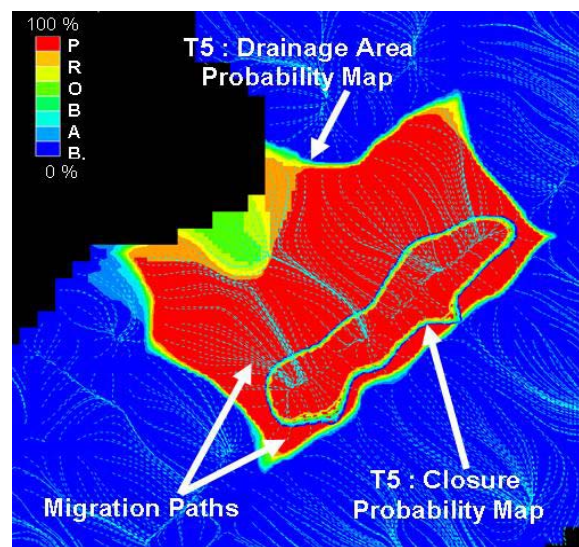 100 %
P
R
O
B
A
B.
0 %
T5 : Drainage Area
Probability Map
Migration Paths
T5 : Closure
Probability Map